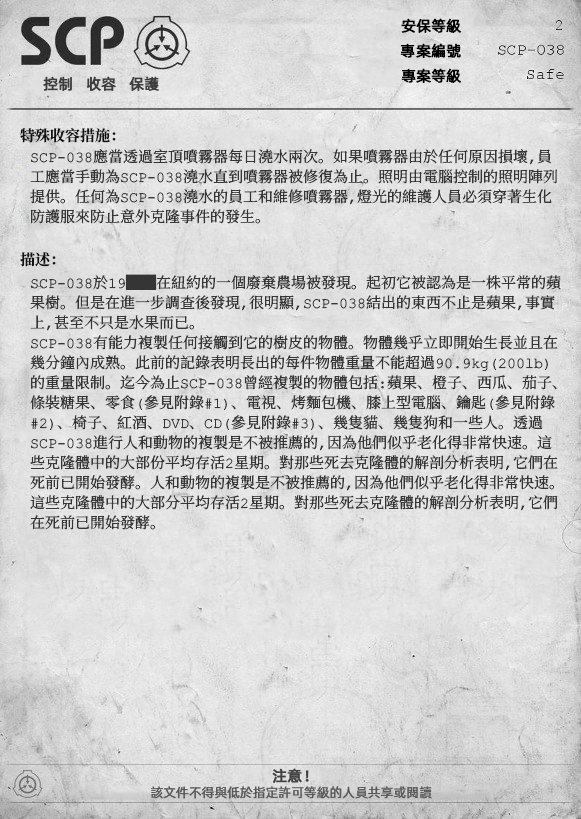 SCP
控制 收容 保護
安保等級 2
專案編號 SCP-038
專案等級 Safe
特殊收容措施:
SCP-038應當透過室頂噴霧器每日澆水兩次。如果噴霧器由於任何原因損壞,員
工應當手動為SCP-038澆水直到噴霧器被修復為止。照明由電腦控制的照明陣列
提供。任何為SCP-038澆水的員工和維修噴霧器,燈光的維護人員必須穿著生化
防護服來防止意外克隆事件的發生。
描述:
SCP-038於19 在紐約的一個廢棄農場被發現。起初它被認為是一株平常的蘋
果樹。但是在進一步調查後發現,很明顯,SCP-038結出的東西不止是蘋果,事實
上,甚至不只是水果而已。
SCP-038有能力複製任何接觸到它的樹皮的物體。物體幾乎立即開始生長並且在
幾分鐘內成熟。此前的記錄表明長出的每件物體重量不能超過90.9kg(200lb)
的重量限制。迄今為止SCP-038曾經複製的物體包括:蘋果、橙子、西瓜、茄子、
條裝糖果、零食(參見附錄#1)、電視、烤麵包機、膝上型電腦、鑰匙(參見附錄
#2)、椅子、紅酒、DVD、CD(參見附錄#3)、幾隻貓、幾隻狗和一些人。透過
SCP-038進行人和動物的複製是不被推薦的,因為他們似乎老化得非常快速。這
些克隆體中的大部份平均存活2星期。對那些死去克隆體的解剖分析表明,它們在
死前已開始發酵。人和動物的複製是不被推薦的,因為他們似乎老化得非常快速。
這些克隆體中的大部分平均存活2星期。對那些死去克隆體的解剖分析表明,它們
在死前已開始發酵。
注意!
該文件不得與低於指定許可等級的人員共享或閱讀